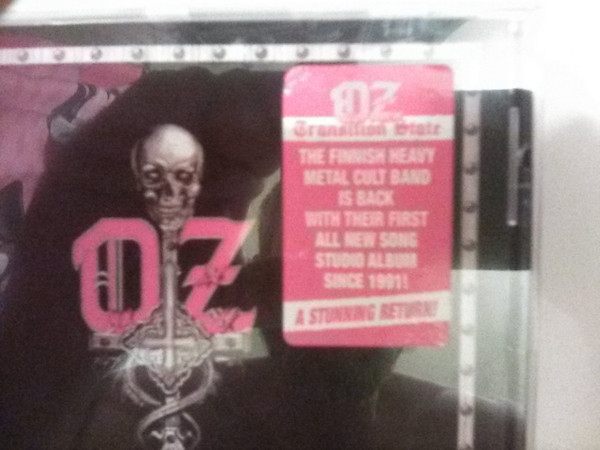 OZ
OZ
Transition State
THE FINNISH HEAVY
METAL CULT BAND
IS BACK
WITH THEIR FIRST
ALL NEW SONG
STUDIO ALBUM
SINCE 1991!
A STUNNING RETURN!